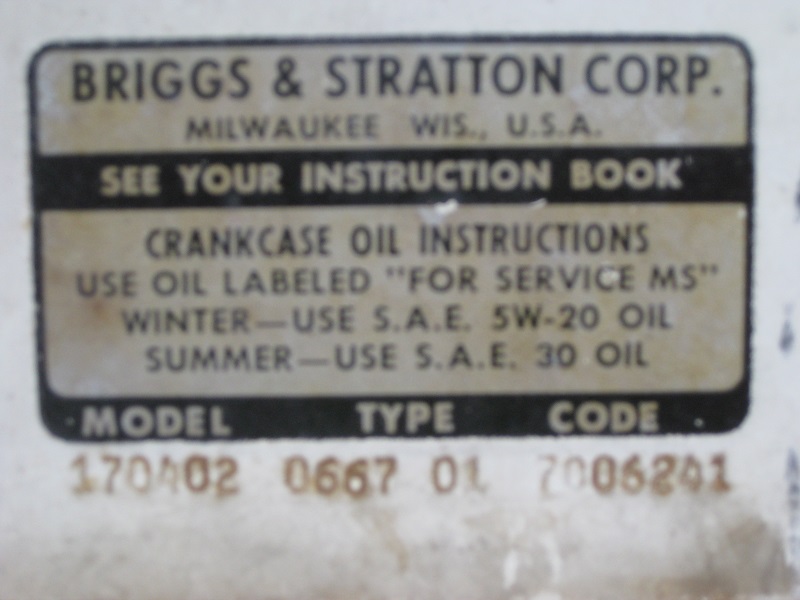 BRIGGS & STRATTON CORP.
MILWAUKEE WIS., U.S.A.
SEE YOUR INSTRUCTION BOOK
CRANKCASE OIL INSTRUCTIONS
USE OIL LABELED "FOR SERVICE MS"
WINTER—USE S.A.E. 5W-20 OIL
SUMMER—USE S.A.E. 30 OIL
MODEL TYPE CODE
170402 0667 01 7006241